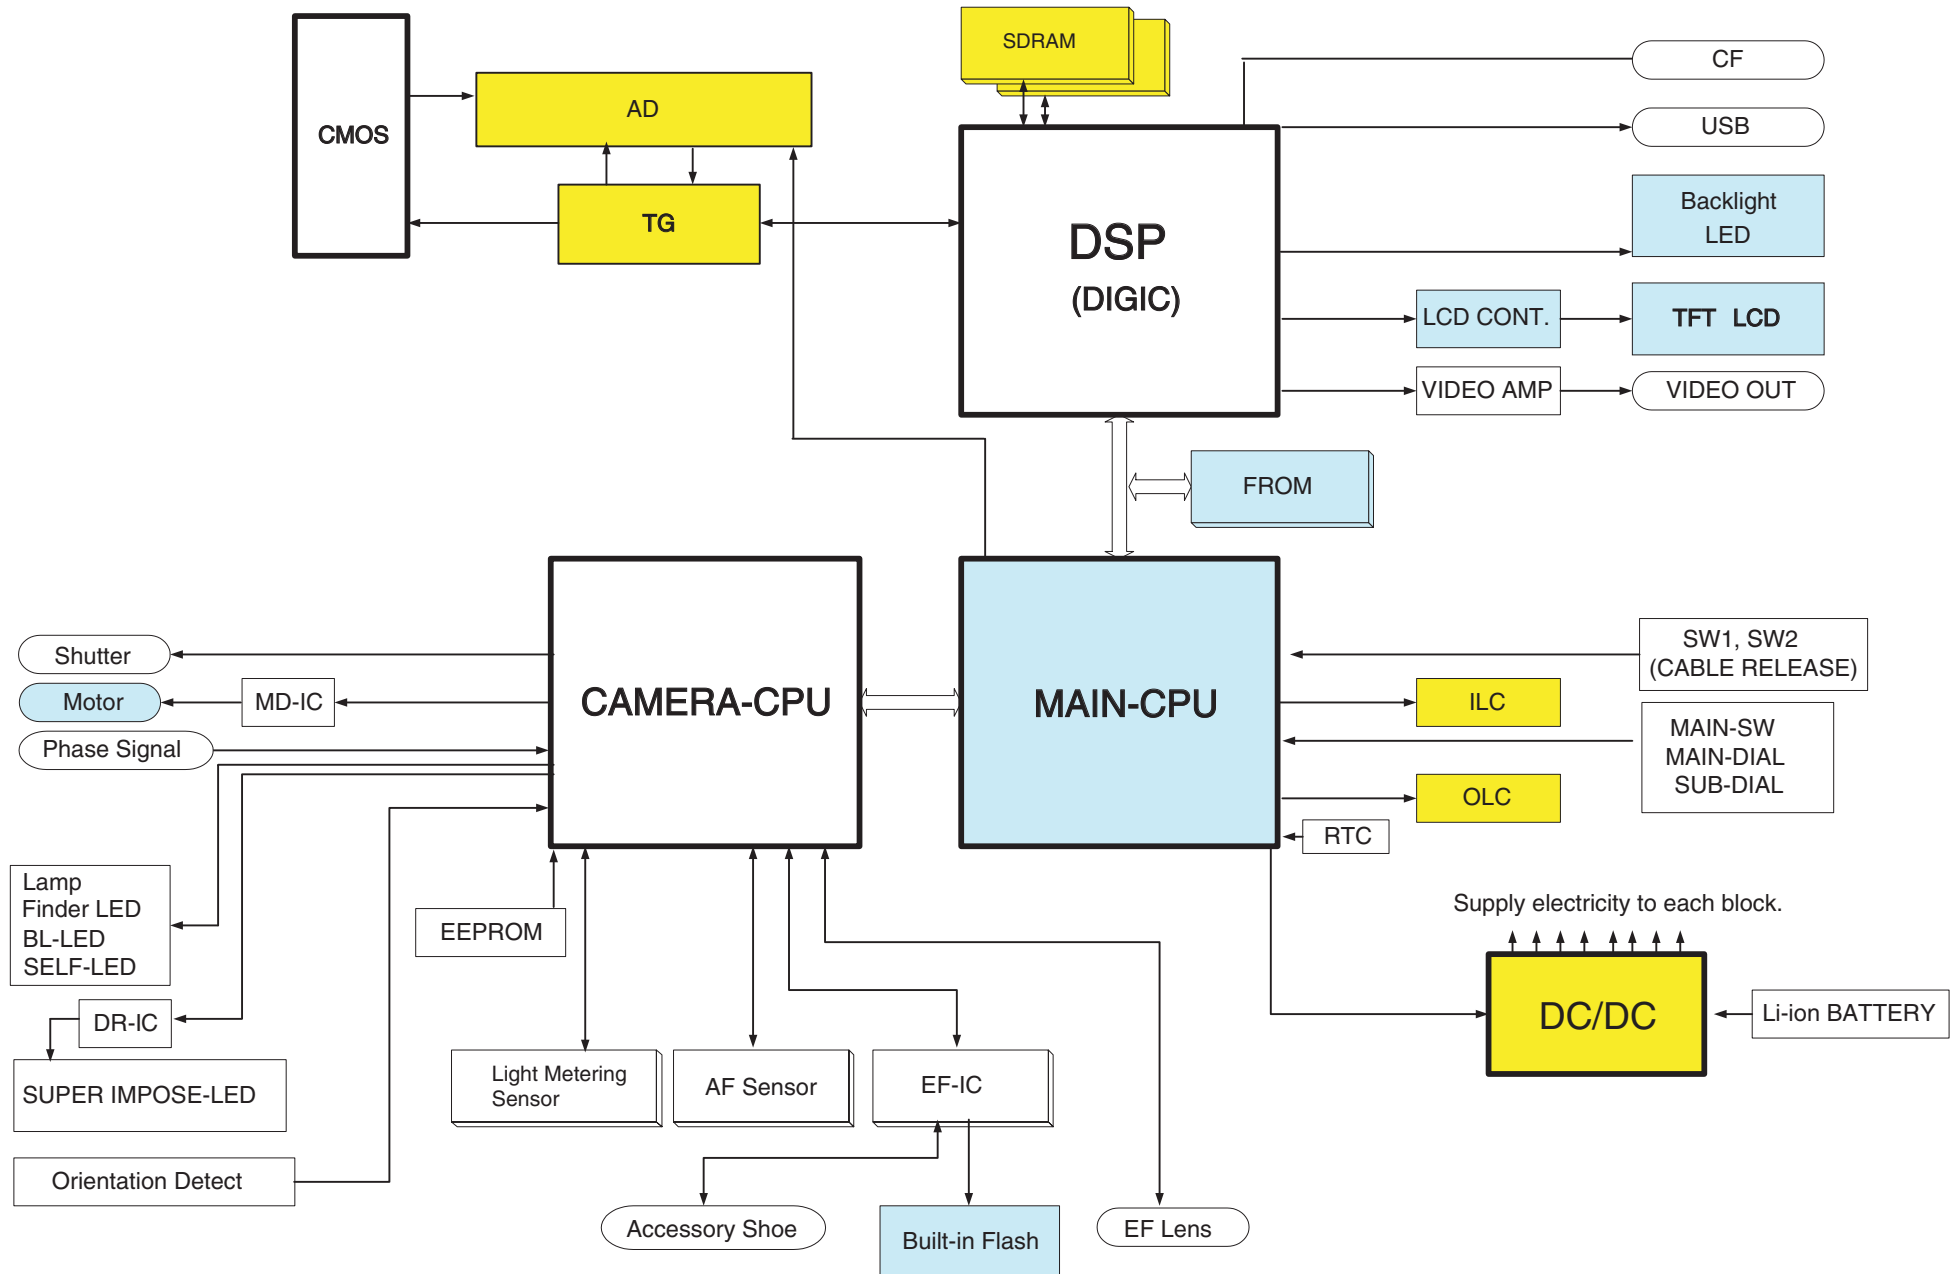 SDRAM
CF
AD
CMOS
USB
TG
DSP
(DIGIC)
Backlight
LED
LCD CONT.
TFT LCD
VIDEO AMP
VIDEO OUT
FROM
CAMERA-CPU
MAIN-CPU
Shutter
Motor
MD-IC
Phase Signal
SW1, SW2
(CABLE RELEASE)
ILC
MAIN-SW
MAIN-DIAL
SUB-DIAL
OLC
RTC
Lamp
Finder LED
BL-LED
SELF-LED
EEPROM
Supply electricity to each block.
DC/DC
Li-ion BATTERY
DR-IC
SUPER IMPOSE-LED
Light Metering
Sensor
AF Sensor
EF-IC
Orientation Detect
Accessory Shoe
Built-in Flash
EF Lens